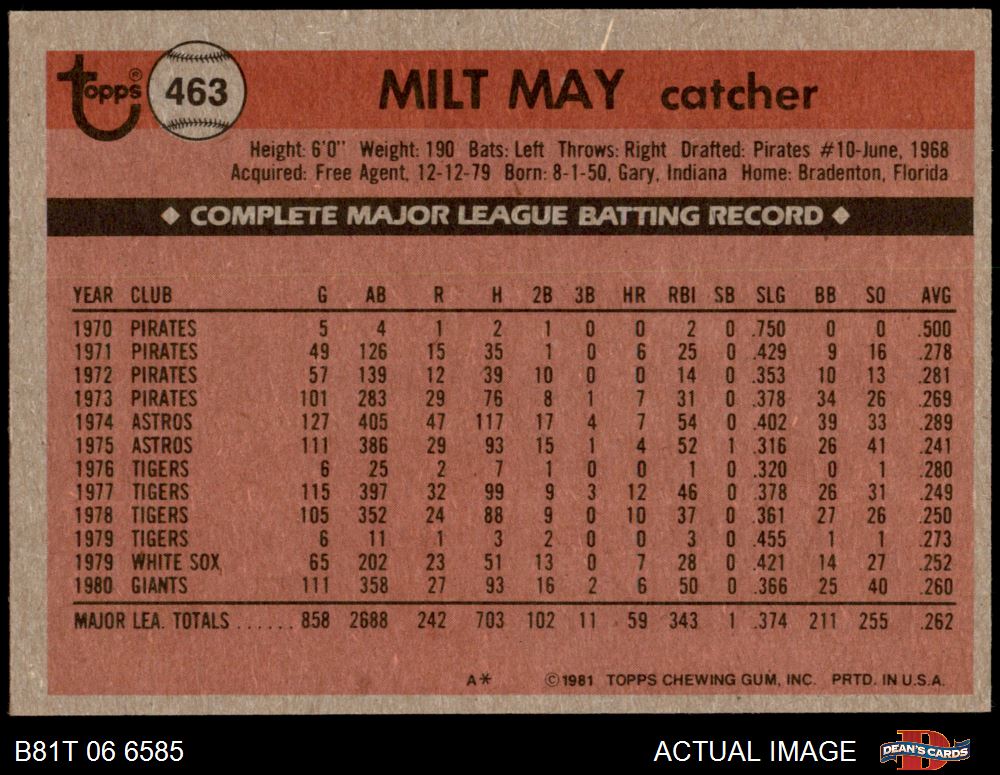 Topps® 463 MILT MAY catcher
Height: 6'0" Weight: 190 Bats: Left Throws: Right Drafted: Pirates #10-June, 1968
Acquired: Free Agent, 12-12-79 Born: 8-1-50, Gary, Indiana Home: Bradenton, Florida
◆ COMPLETE MAJOR LEAGUE BATTING RECORD ◆
YEAR CLUB G AB R H 2B 3B HR RBI SB SLG BB SO AVG
1970 PIRATES 5 4 1 2 1 0 0 2 0 .750 0 0 .500
1971 PIRATES 49 126 15 35 1 0 6 25 0 .429 9 16 .278
1972 PIRATES 57 139 12 39 10 0 0 14 0 .353 10 13 .281
1973 PIRATES 101 283 29 76 8 1 7 31 0 .378 34 26 .269
1974 ASTROS 127 405 47 117 17 4 7 54 0 .402 39 33 .289
1975 ASTROS 111 386 29 93 15 1 4 52 1 .316 26 41 .241
1976 TIGERS 6 25 2 7 1 0 0 1 0 .320 0 1 .280
1977 TIGERS 115 397 32 99 9 3 12 46 0 .378 26 31 .249
1978 TIGERS 105 352 24 88 9 0 10 37 0 .361 27 26 .250
1979 TIGERS 6 11 1 3 2 0 0 3 0 .455 1 1 .273
1979 WHITE SOX 65 202 23 51 13 0 7 28 0 .421 14 27 .252
1980 GIANTS 111 358 27 93 16 2 6 50 0 .366 25 40 .260
MAJOR LEA. TOTALS ...... 858 2688 242 703 102 11 59 343 1 .374 211 255 .262
A* ©1981 TOPPS CHEWING GUM, INC. PRTD. IN U.S.A.
B81T 06 6585 ACTUAL IMAGE DEAN'S CARDS